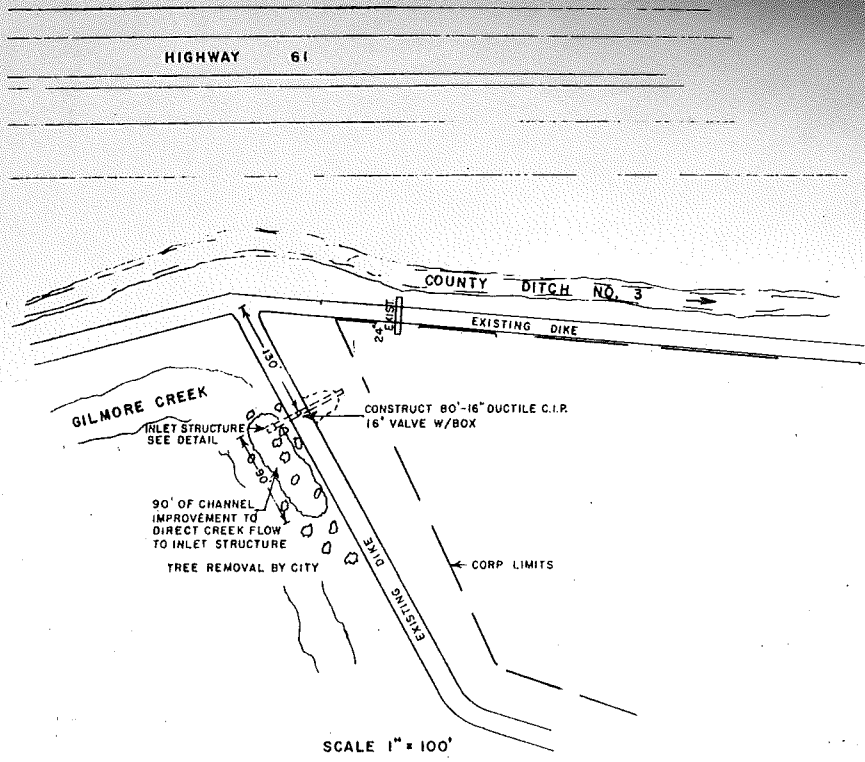 HIGHWAY 61
COUNTY DITCH NO. 3
24" EXIST
EXISTING DIKE
130'
GILMORE CREEK
CONSTRUCT 80'-16" DUCTILE C.I.P.
16" VALVE W/BOX
INLET STRUCTURE
SEE DETAIL
90'
90' OF CHANNEL
IMPROVEMENT TO
DIRECT CREEK FLOW
TO INLET STRUCTURE
TREE REMOVAL BY CITY
CORP LIMITS
EXISTING DIKE
SCALE 1" = 100'